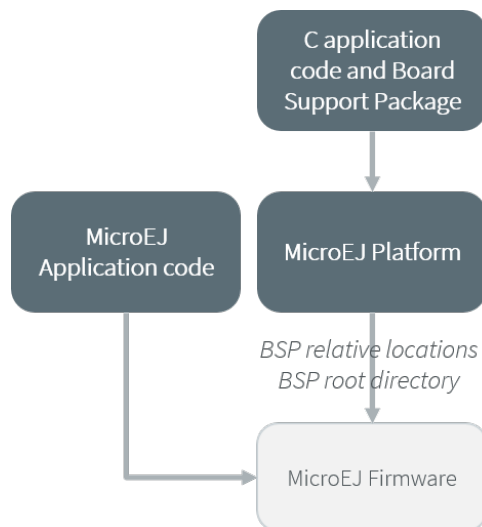 C application
code and Board
Support Package
MicroEJ
Application code
MicroEJ Platform
BSP relative locations
BSP root directory
MicroEJ Firmware